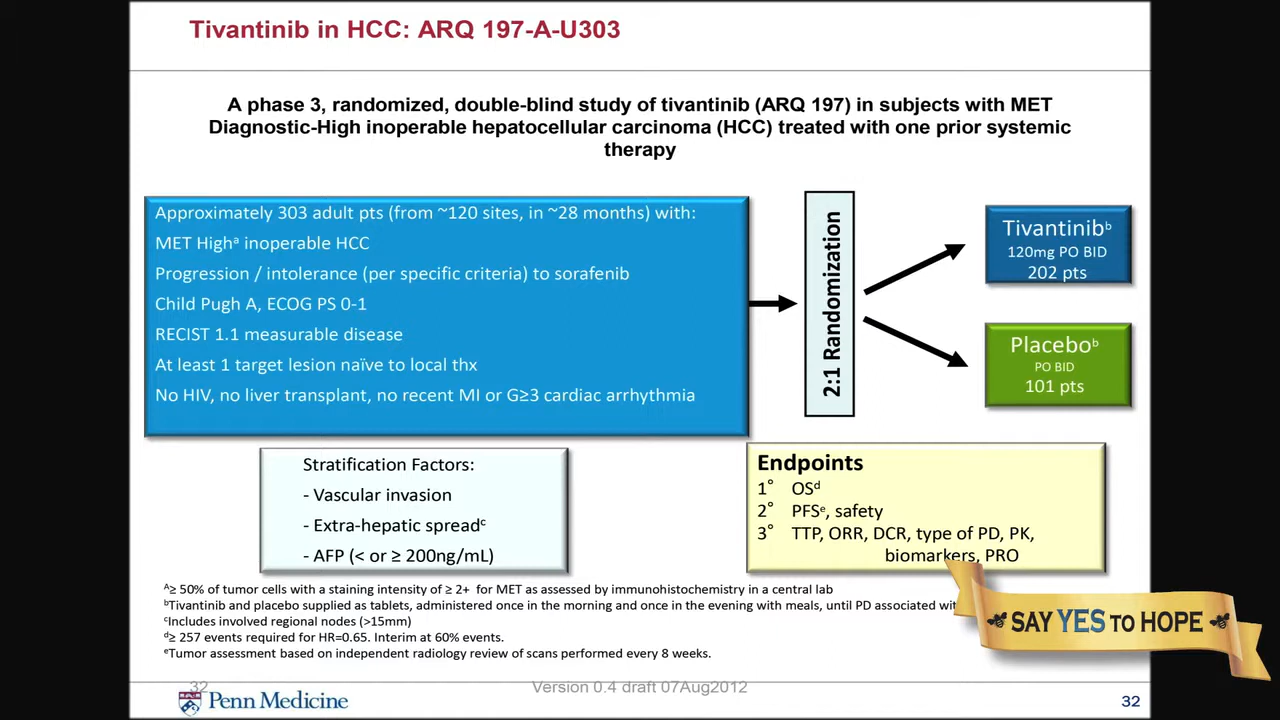 Tivantinib in HCC: ARQ 197-A-U303
A phase 3, randomized, double-blind study of tivantinib (ARQ 197) in subjects with MET
Diagnostic-High inoperable hepatocellular carcinoma (HCC) treated with one prior systemic
therapy
Approximately 303 adult pts (from ~120 sites, in ~28 months) with:
MET Highᵃ inoperable HCC
Progression / intolerance (per specific criteria) to sorafenib
Child Pugh A, ECOG PS 0-1
RECIST 1.1 measurable disease
At least 1 target lesion naïve to local thx
No HIV, no liver transplant, no recent MI or G≥3 cardiac arrhythmia
2:1 Randomization
Tivantinibᵇ
120mg PO BID
202 pts
Placeboᵇ
PO BID
101 pts
Stratification Factors:
- Vascular invasion
- Extra-hepatic spreadᶜ
- AFP (< or ≥ 200ng/mL)
Endpoints
1° OSᵈ
2° PFSᵉ, safety
3° TTP, ORR, DCR, type of PD, PK,
biomarkers, PRO
ᴬ≥ 50% of tumor cells with a staining intensity of ≥ 2+ for MET as assessed by immunohistochemistry in a central lab
ᵇTivantinib and placebo supplied as tablets, administered once in the morning and once in the evening with meals, until PD associated
ᶜIncludes involved regional nodes (>15mm)
ᵈ≥ 257 events required for HR=0.65. Interim at 60% events.
ᵉTumor assessment based on independent radiology review of scans performed every 8 weeks.
SAY YES TO HOPE
32
Version 0.4 draft 07Aug2012
Penn Medicine
32